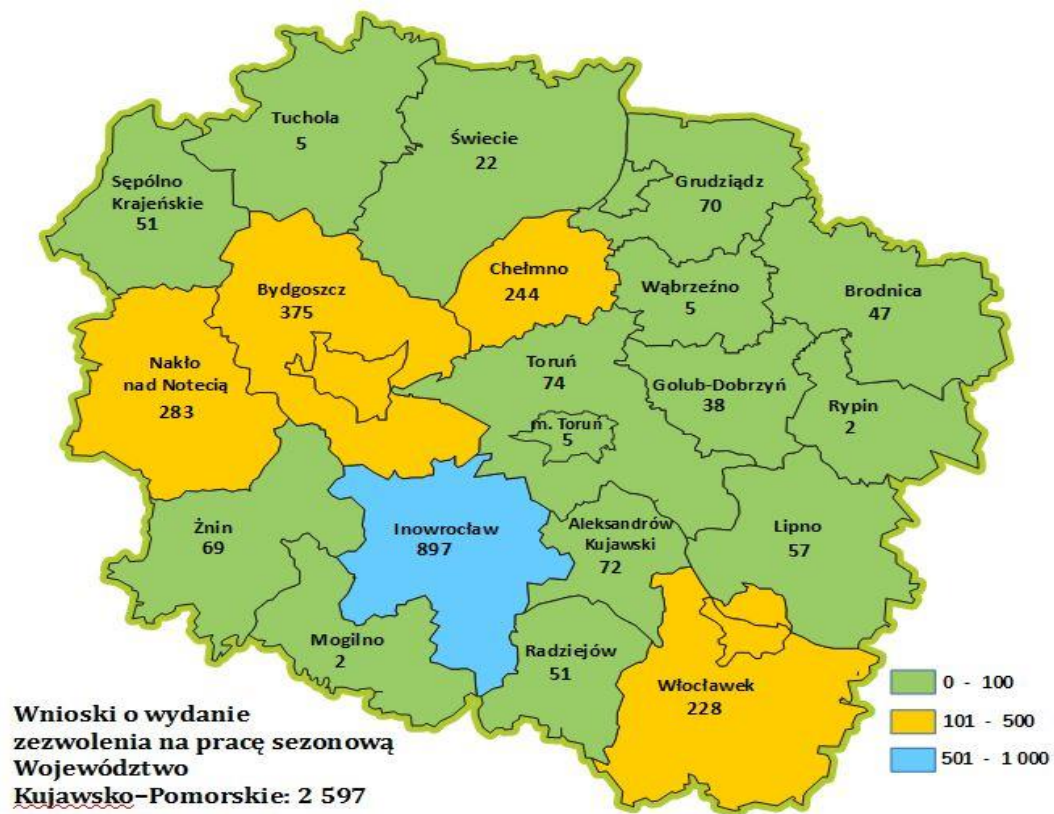 Tuchola
5
Świecie
22
Sępólno
Krajeńskie
51
Grudziądz
70
Chełmno
244
Bydgoszcz
375
Wąbrzeźno
5
Brodnica
47
Nakło
nad Notecią
283
Toruń
74
Golub-Dobrzyń
38
Rypin
2
m. Toruń
5
Żnin
69
Inowrocław
897
Aleksandrów
Kujawski
72
Lipno
57
Mogilno
2
Radziejów
51
Włocławek
228
0 - 100
101 - 500
501 - 1 000
Wnioski o wydanie
zezwolenia na pracę sezonową
Województwo
Kujawsko–Pomorskie: 2 597